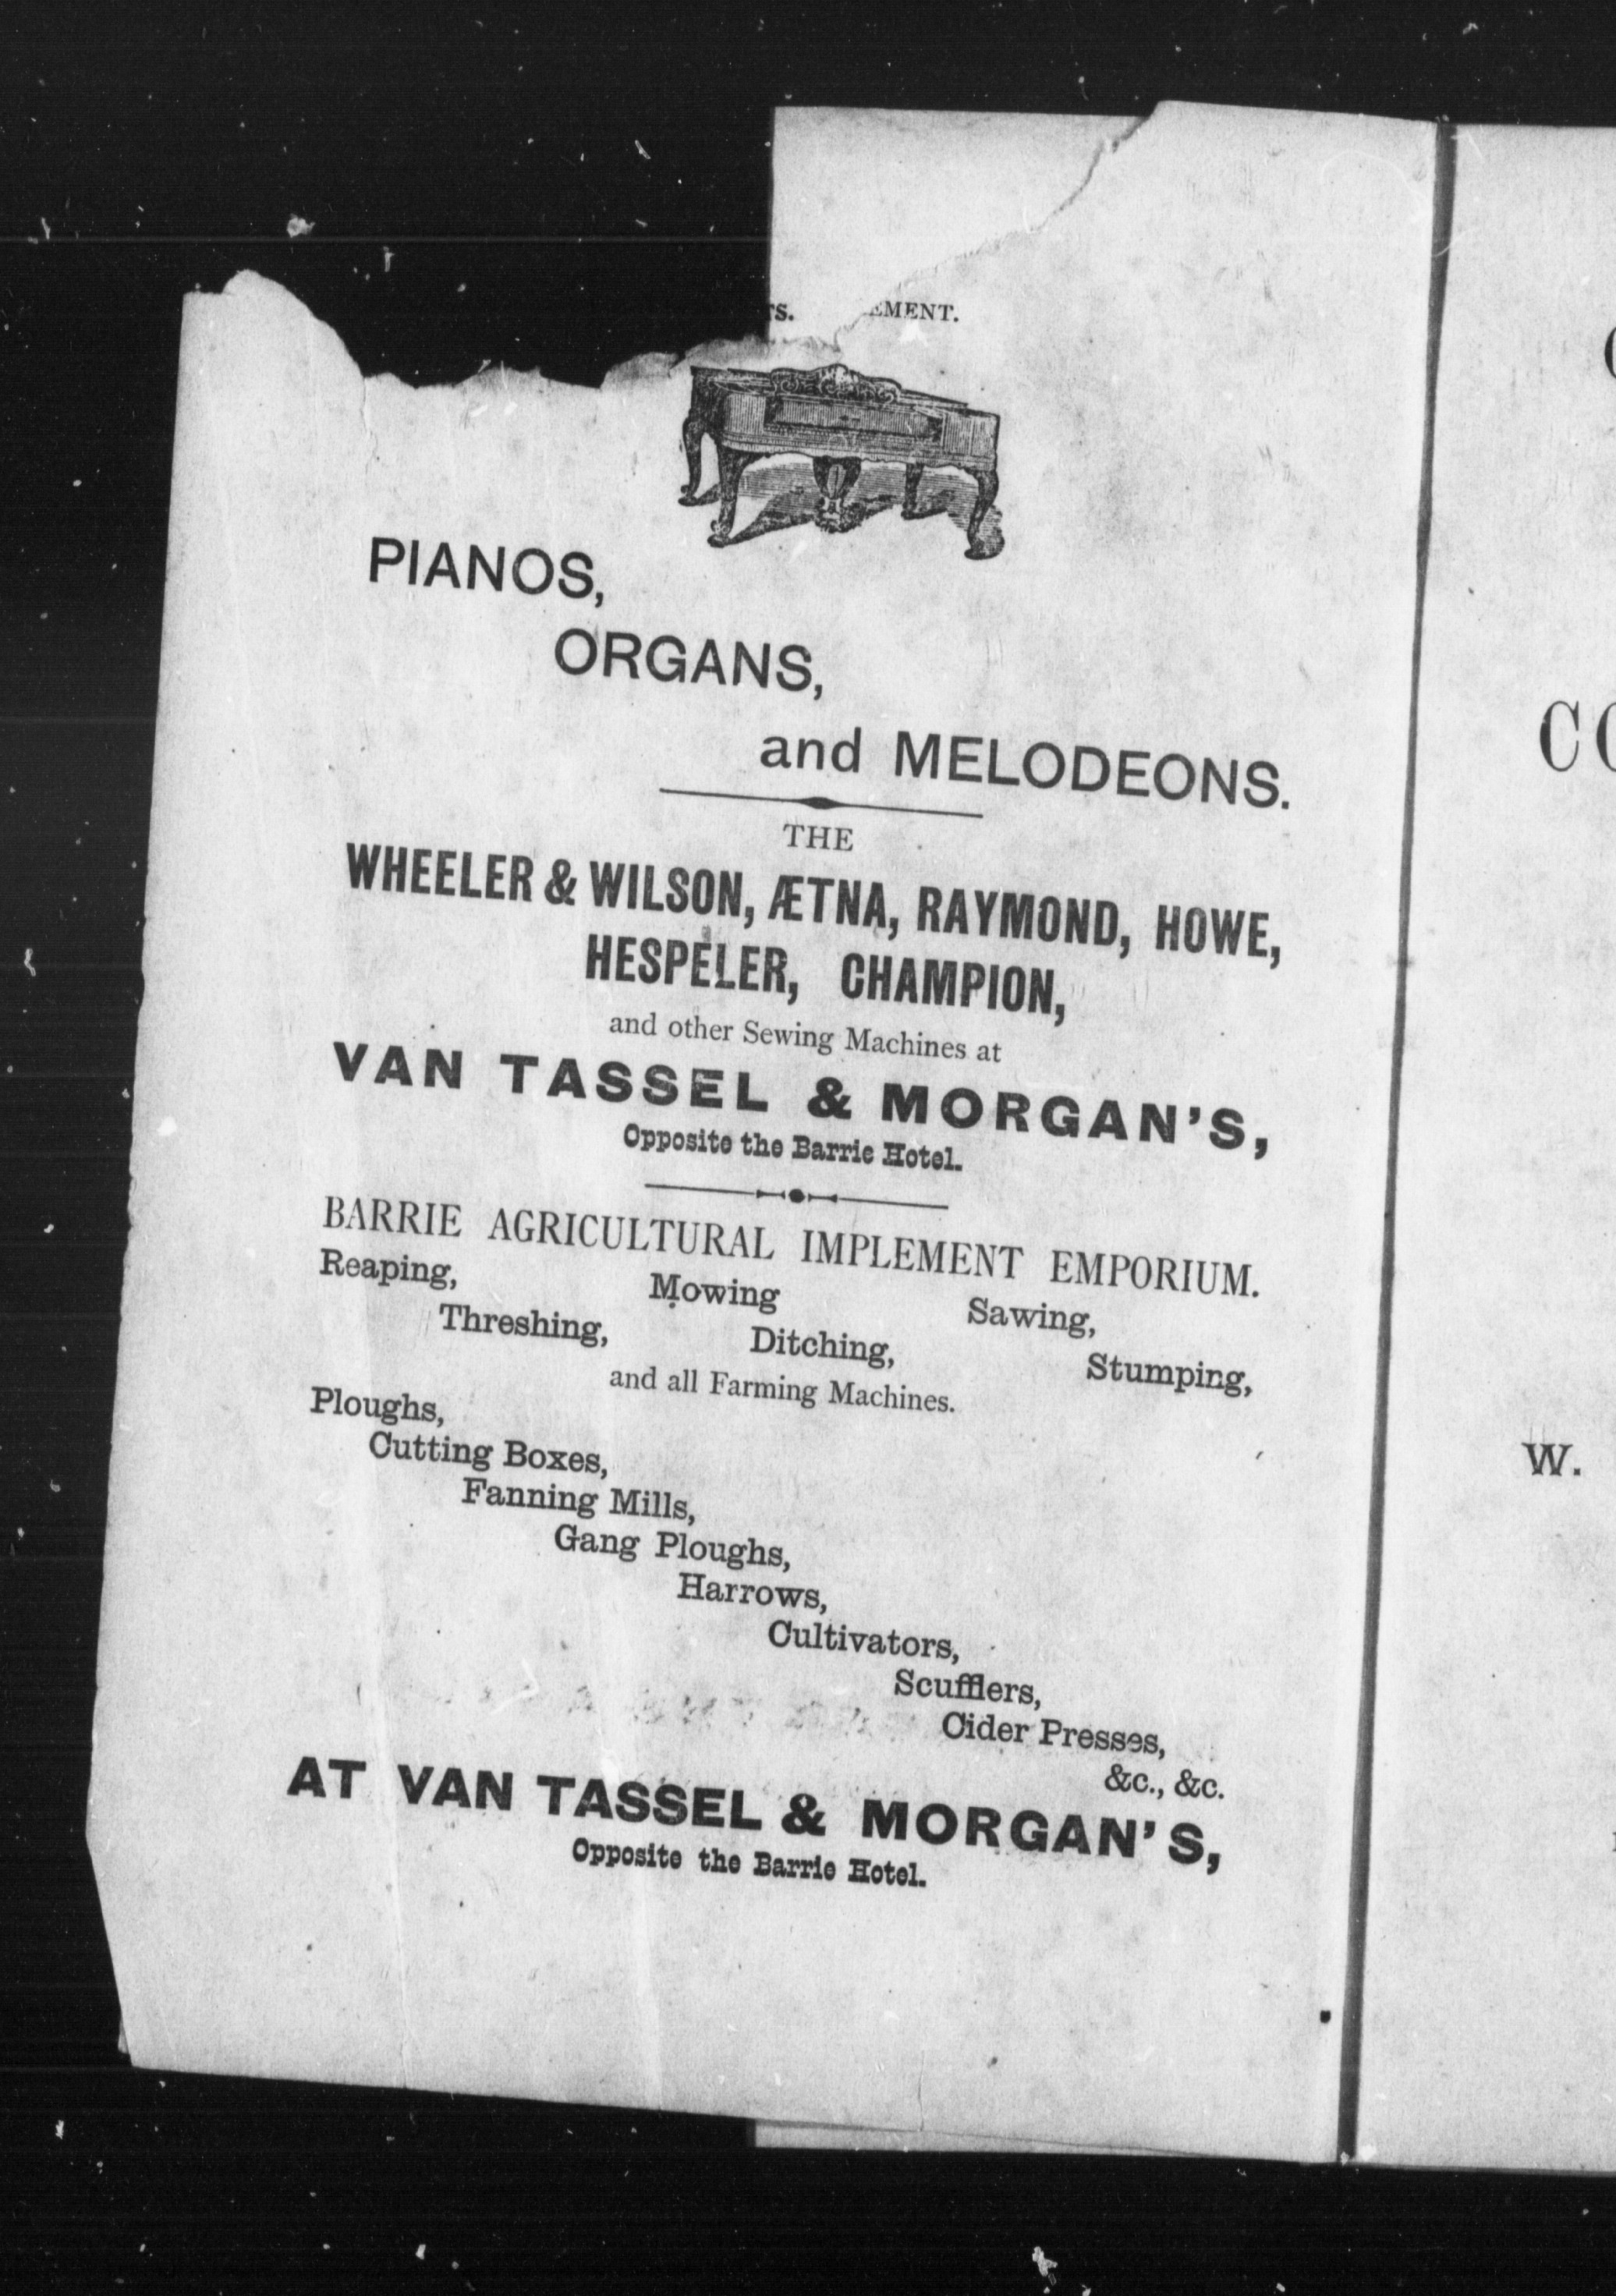 EMENT.
PIANOS,
ORGANS,
and MELODEONS.
THE
WHEELER & WILSON, ÆTNA, RAYMOND, HOWE,
HESPELER, CHAMPION,
and other Sewing Machines at
VAN TASSEL & MORGAN'S,
Opposite the Barrie Hotel.
BARRIE AGRICULTURAL IMPLEMENT EMPORIUM.
Reaping, Mowing Sawing,
Threshing, Ditching, Stumping,
and all Farming Machines.
Ploughs,
Cutting Boxes,
Fanning Mills,
Gang Ploughs,
Harrows,
Cultivators,
Scufflers,
Cider Presses,
&c., &c.
AT VAN TASSEL & MORGAN'S,
Opposite the Barrie Hotel.
W.